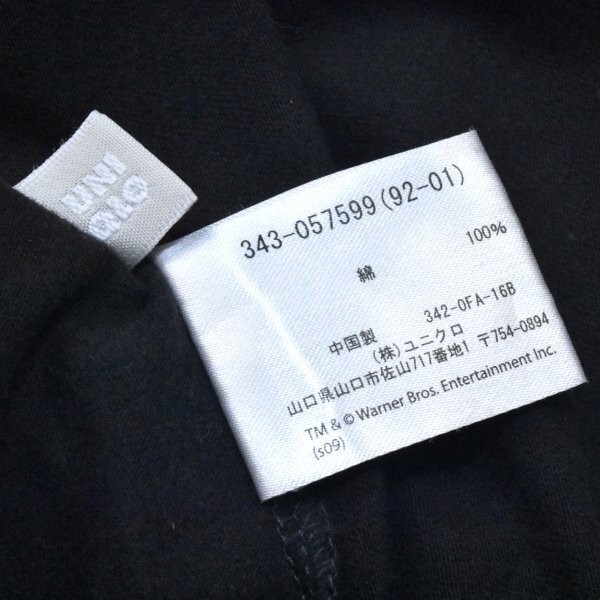 UNI
QLO
343-057599(92-01)
綿 100%
342-0FA-16B
中国製
(株)ユニクロ
山口県山口市佐山717番地1 〒754-0894
TM & © Warner Bros. Entertainment Inc.
(s09)